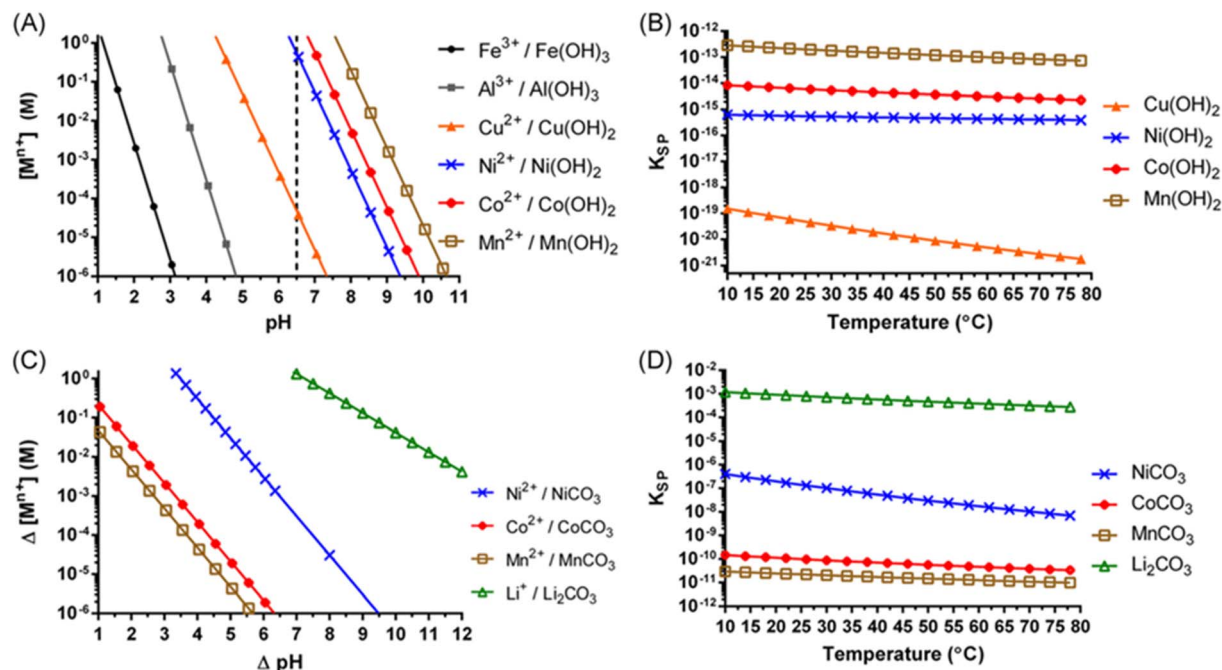 (A)
[Mⁿ⁺] (M)
10⁰
10⁻¹
10⁻²
10⁻³
10⁻⁴
10⁻⁵
10⁻⁶
1 2 3 4 5 6 7 8 9 10 11
pH
Fe³⁺ / Fe(OH)₃
Al³⁺ / Al(OH)₃
Cu²⁺ / Cu(OH)₂
Ni²⁺ / Ni(OH)₂
Co²⁺ / Co(OH)₂
Mn²⁺ / Mn(OH)₂
(B)
K_SP
10⁻¹²
10⁻¹³
10⁻¹⁴
10⁻¹⁵
10⁻¹⁶
10⁻¹⁷
10⁻¹⁸
10⁻¹⁹
10⁻²⁰
10⁻²¹
10 15 20 25 30 35 40 45 50 55 60 65 70 75 80
Temperature (°C)
Cu(OH)₂
Ni(OH)₂
Co(OH)₂
Mn(OH)₂
(C)
Δ [Mⁿ⁺] (M)
10⁰
10⁻¹
10⁻²
10⁻³
10⁻⁴
10⁻⁵
10⁻⁶
1 2 3 4 5 6 7 8 9 10 11 12
Δ pH
Ni²⁺ / NiCO₃
Co²⁺ / CoCO₃
Mn²⁺ / MnCO₃
Li⁺ / Li₂CO₃
(D)
K_SP
10⁻²
10⁻³
10⁻⁴
10⁻⁵
10⁻⁶
10⁻⁷
10⁻⁸
10⁻⁹
10⁻¹⁰
10⁻¹¹
10⁻¹²
10 15 20 25 30 35 40 45 50 55 60 65 70 75 80
Temperature (°C)
NiCO₃
CoCO₃
MnCO₃
Li₂CO₃